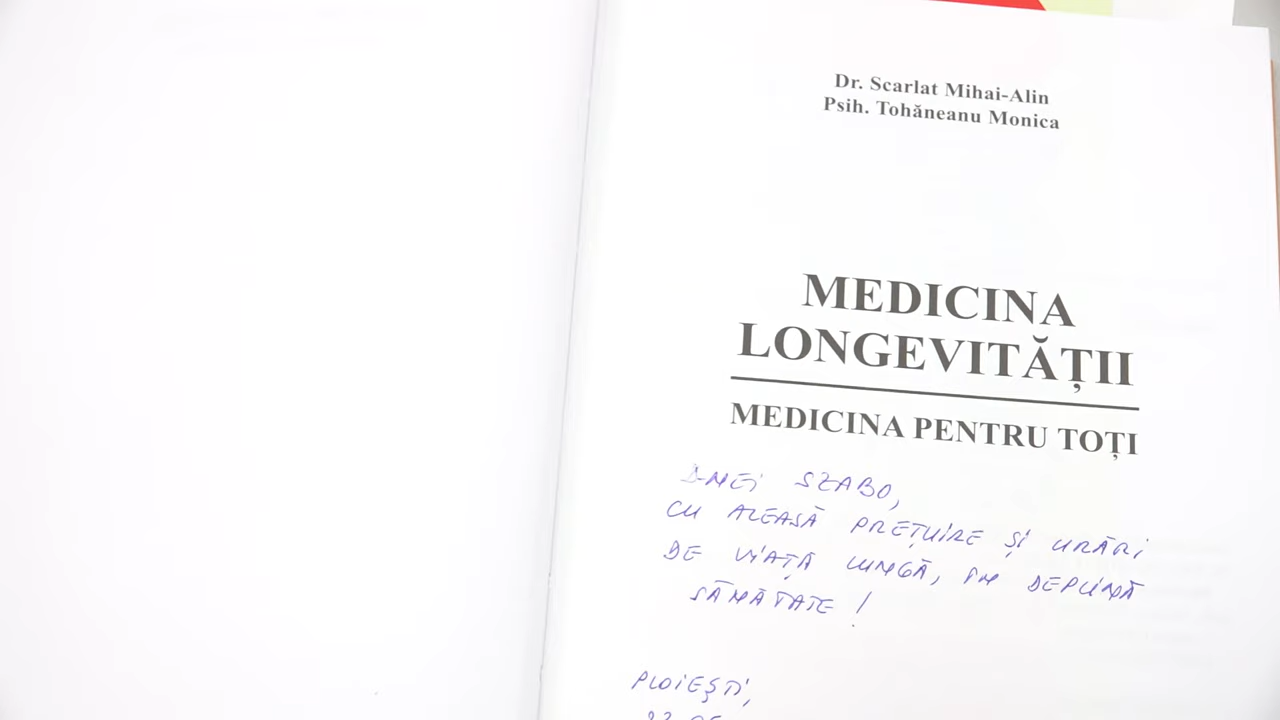 Dr. Scarlat Mihai-Alin
Psih. Tohăneanu Monica
MEDICINA
LONGEVITĂȚII
MEDICINA PENTRU TOȚI
D-NEI SZABO,
CU ALEASĂ PREȚUIRE ȘI URĂRI
DE VIAȚĂ LUNGĂ, ÎN DEPLINĂ
SĂNĂTATE !
PLOIEȘTI,